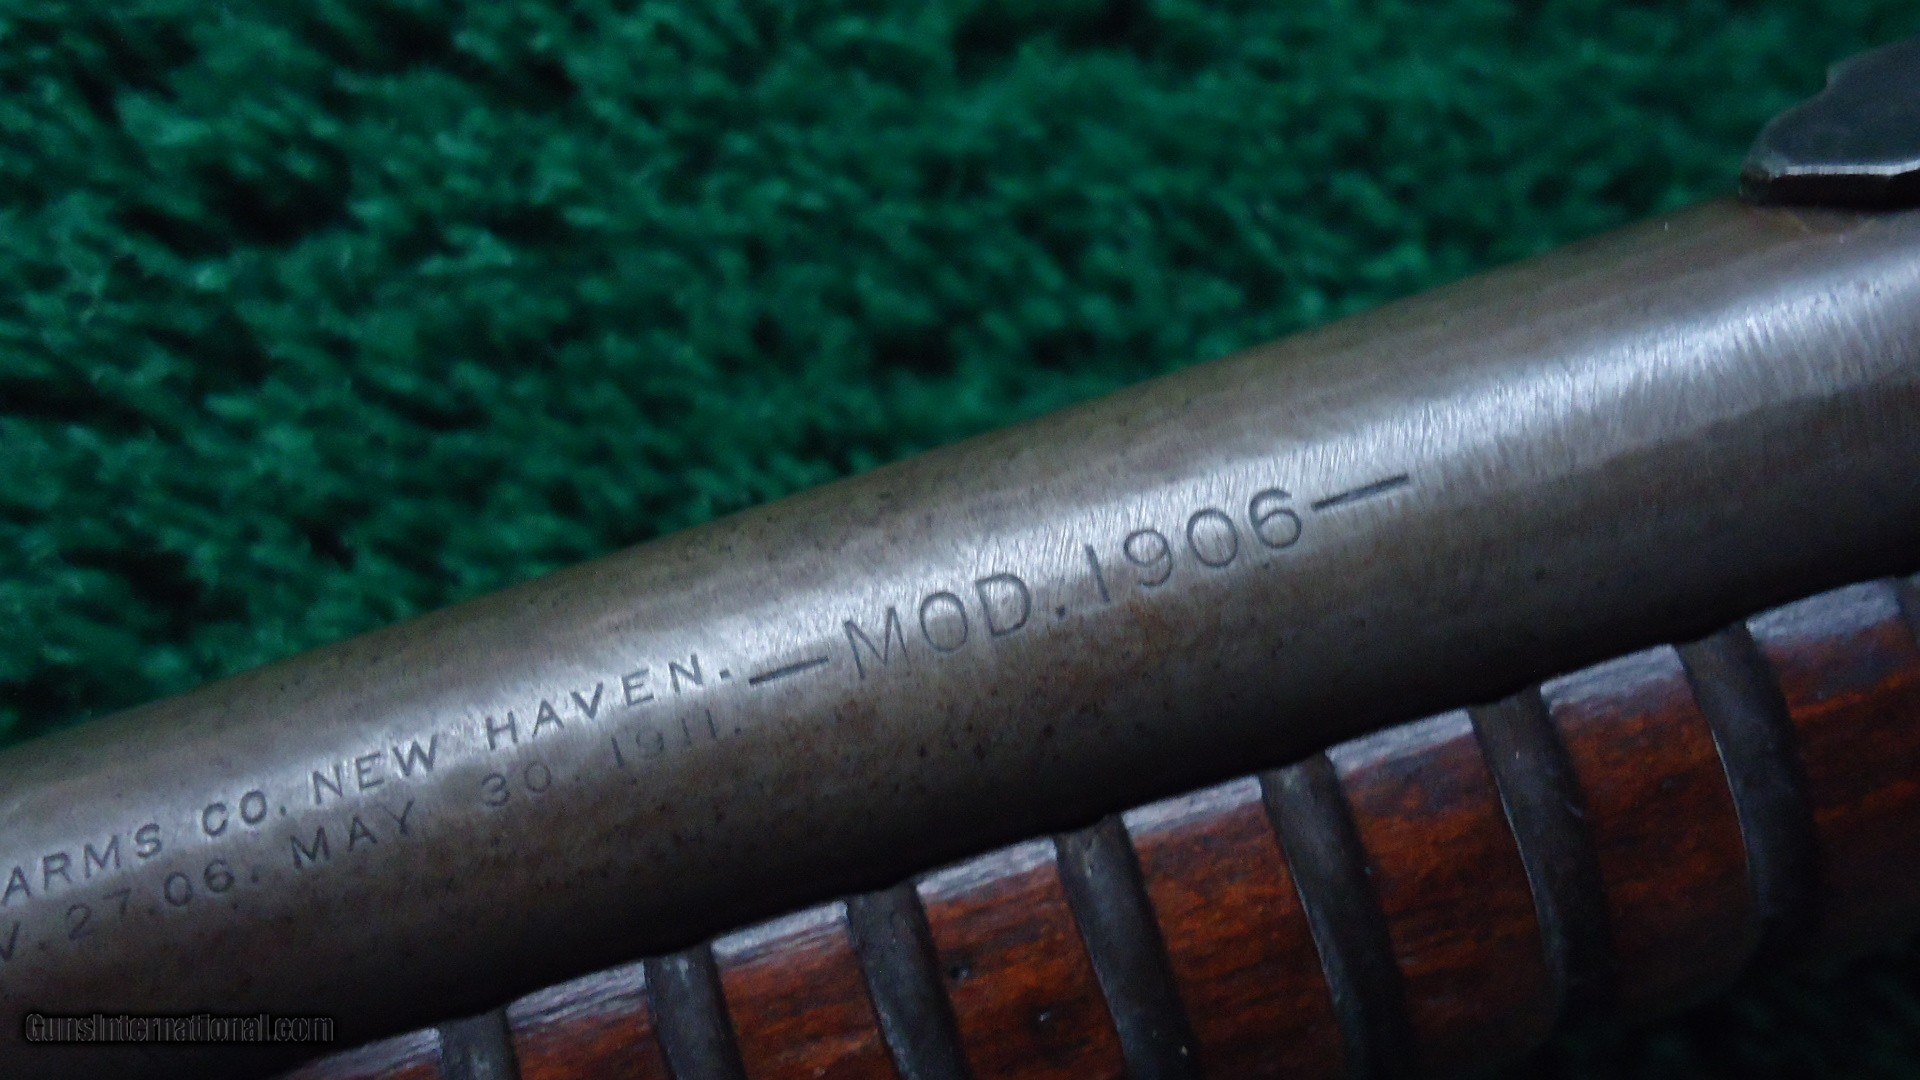 ARMS CO. NEW HAVEN. —MOD. 1906—
V. 27.06. MAY 30. 1911.
GunsInternational.com